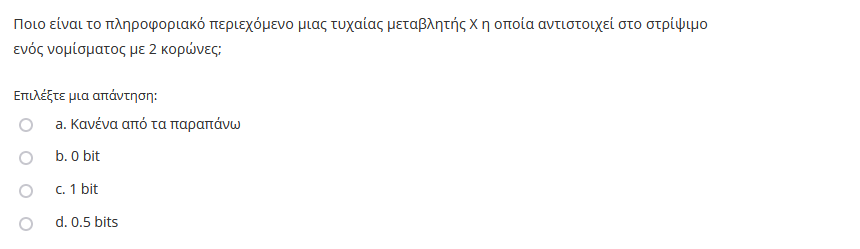 Ποιο είναι το πληροφοριακό περιεχόμενο μιας τυχαίας μεταβλητής Χ η οποία αντιστοιχεί στο στρίψιμο
ενός νομίσματος με 2 κορώνες;
Επιλέξτε μια απάντηση:
a. Κανένα από τα παραπάνω
b. 0 bit
c. 1 bit
d. 0.5 bits